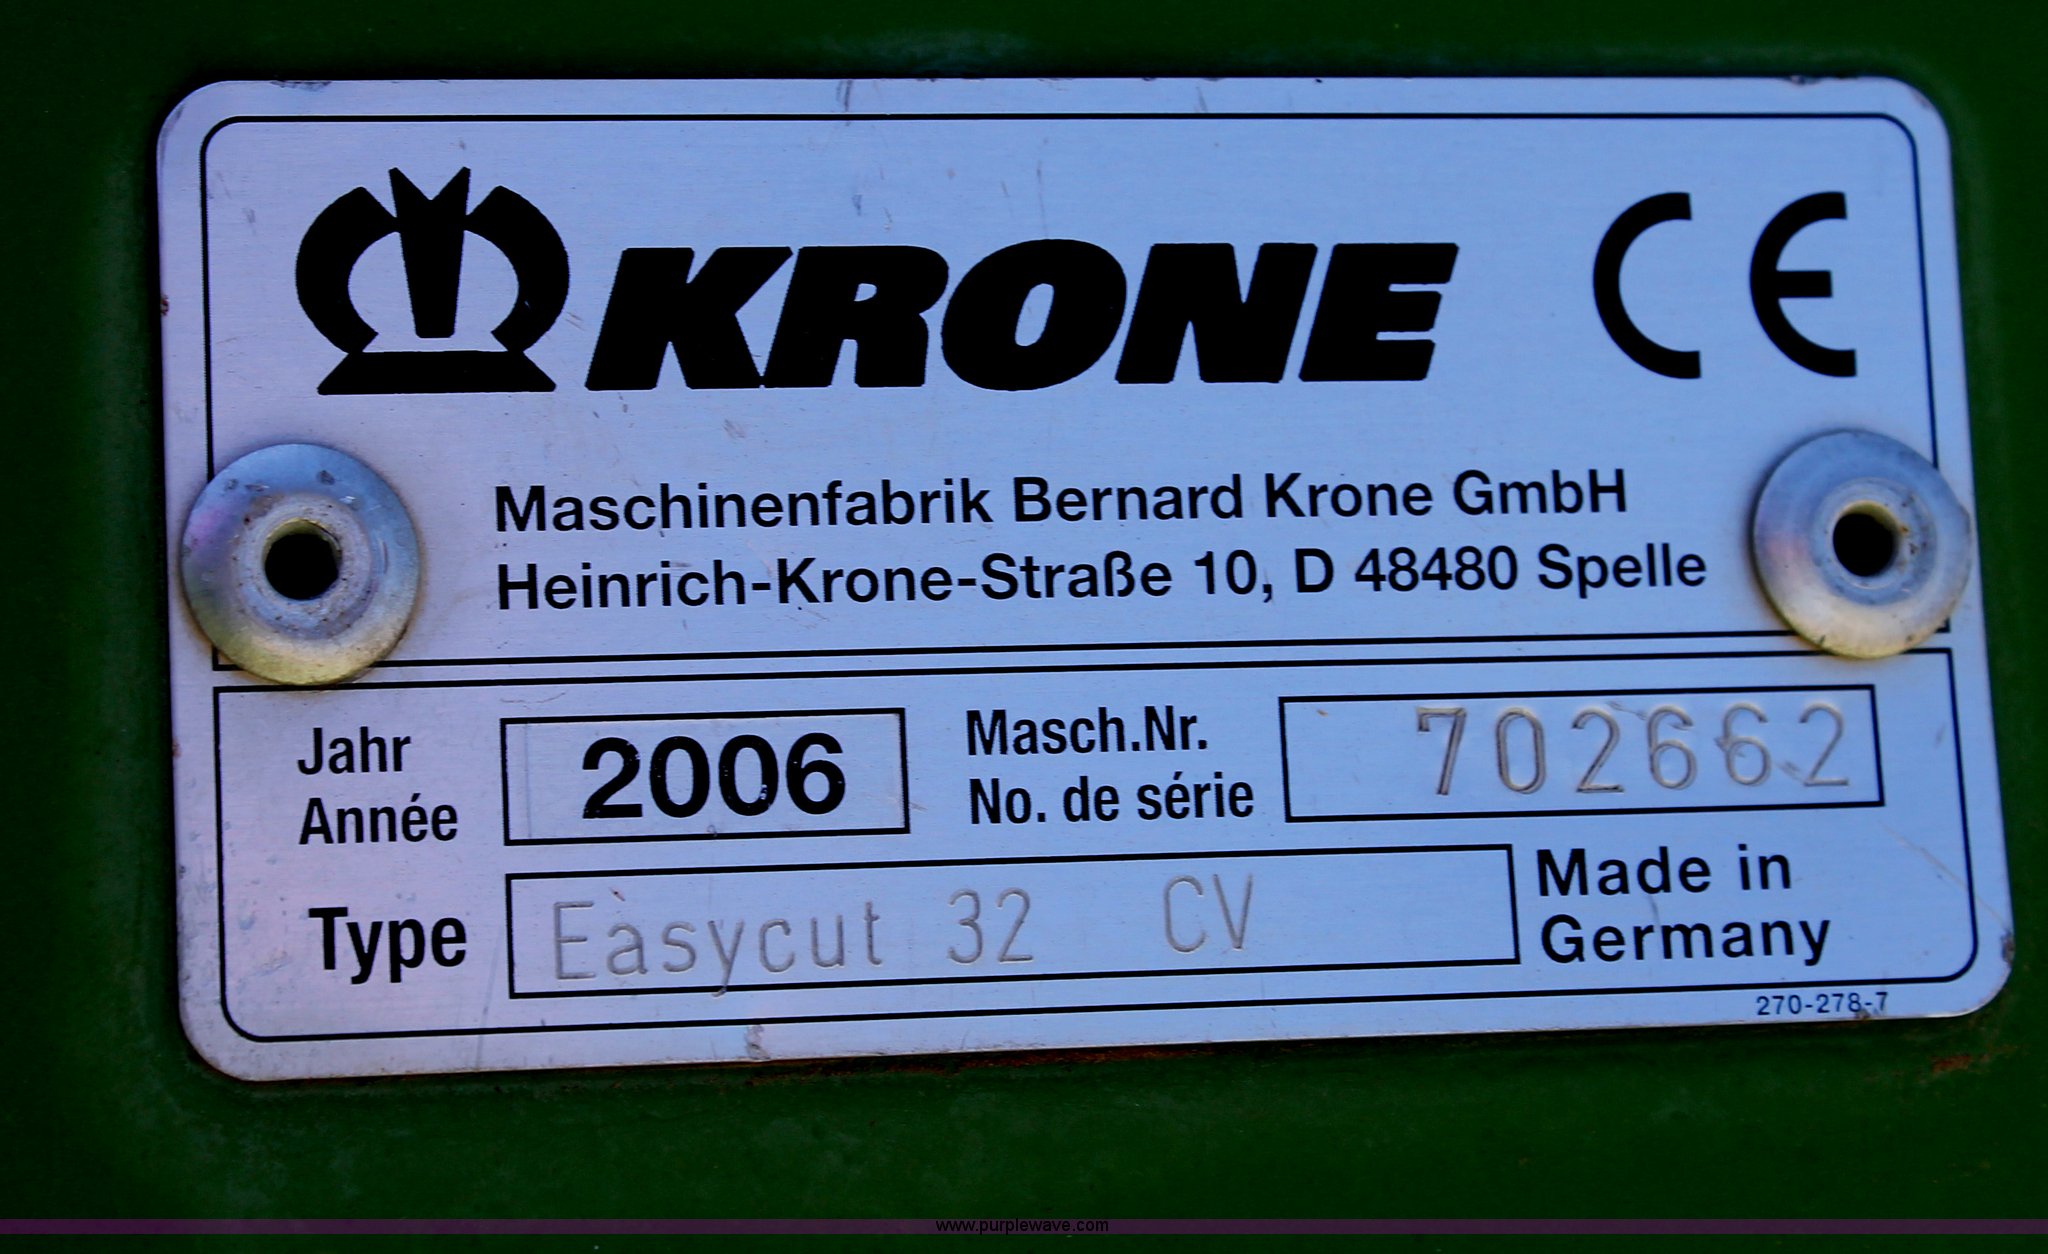 KRONE CE
Maschinenfabrik Bernard Krone GmbH
Heinrich-Krone-Straße 10, D 48480 Spelle
Jahr
Année
2006
Masch.Nr.
No. de série
702662
Type
Easycut 32 CV
Made in
Germany
270-278-7
www.purplewave.com